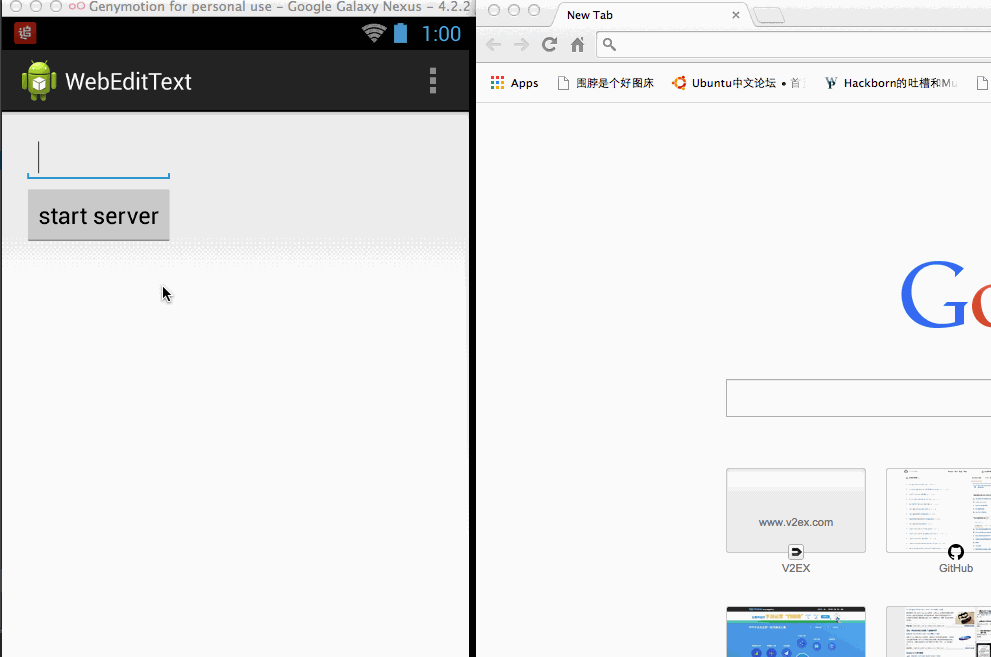 Genymotion for personal use – Google Galaxy Nexus – 4.2.2
1:00
WebEditText
start server
New Tab
Apps
围脖是个好图床
Ubuntu中文论坛 • 首
Hackborn的吐槽和Mu
Go
www.v2ex.com
V2EX
GitHub